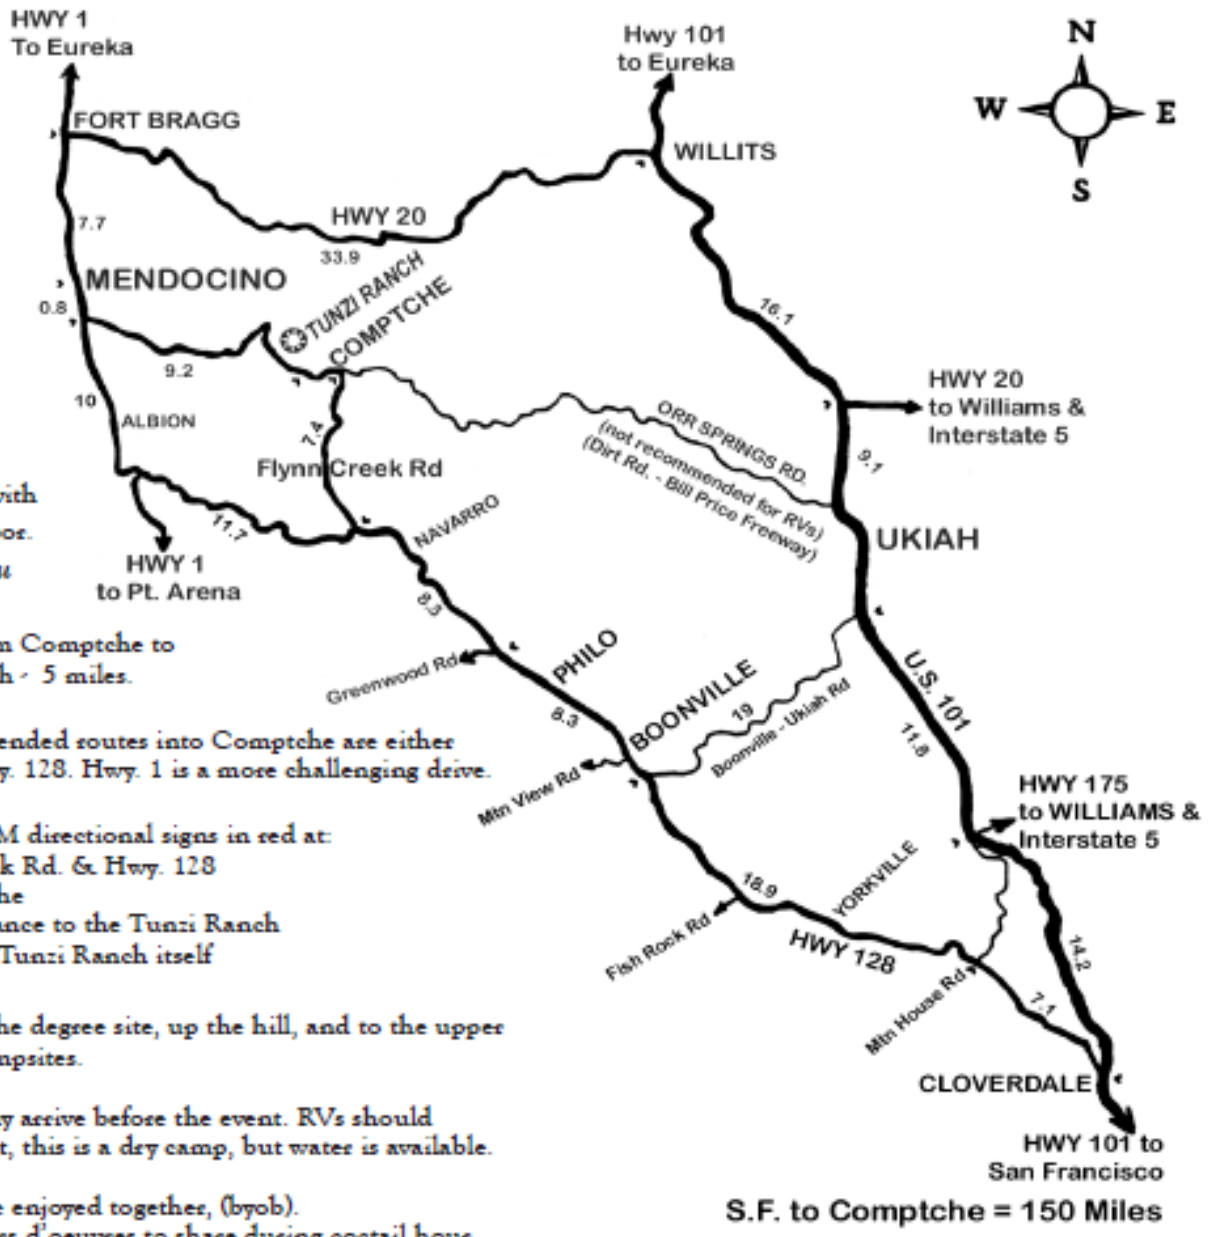 HWY 1
To Eureka
Hwy 101
to Eureka
N
W
E
S
FORT BRAGG
WILLITS
7.7
HWY 20
33.9
MENDOCINO
0.8
TUNZI RANCH
COMPTCHE
16.1
9.2
HWY 20
to Williams &
Interstate 5
10
ALBION
7.4
ORR SPRINGS RD.
(not recommended for RVs)
(Dirt Rd. - Bill Price Freeway)
9.1
Flynn Creek Rd
with
11.7
NAVARRO
UKIAH
HWY 1
to Pt. Arena
8.3
Comptche to
- 5 miles.
Greenwood Rd
PHILO
8.3
BOONVILLE
19
Boonville - Ukiah Rd
U.S. 101
11.8
routes into Comptche are either
128. Hwy. 1 is a more challenging drive.
Mtn View Rd
HWY 175
to WILLIAMS &
Interstate 5
directional signs in red at:
Rd. & Hwy. 128
to the Tunzi Ranch
Tunzi Ranch itself
18.9
YORKVILLE
Fish Rock Rd
HWY 128
14.2
Mtn House Rd
7.1
degree site, up the hill, and to the upper
CLOVERDALE
arrive before the event. RVs should
this is a dry camp, but water is available.
HWY 101 to
San Francisco
enjoyed together, (byob).
S.F. to Comptche = 150 Miles
d'oeuvres to share during coctail hour